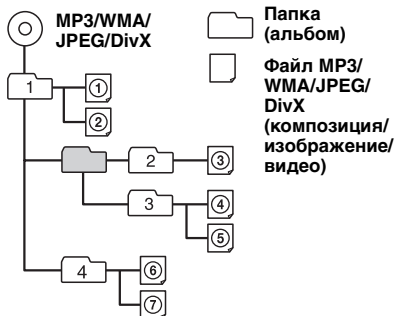 MP3/WMA/
JPEG/DivX
Папка
(альбом)
Файл MP3/
WMA/JPEG/
DivX
(композиция/
изображение/
видео)
1
①
②
2
③
3
④
⑤
4
⑥
⑦